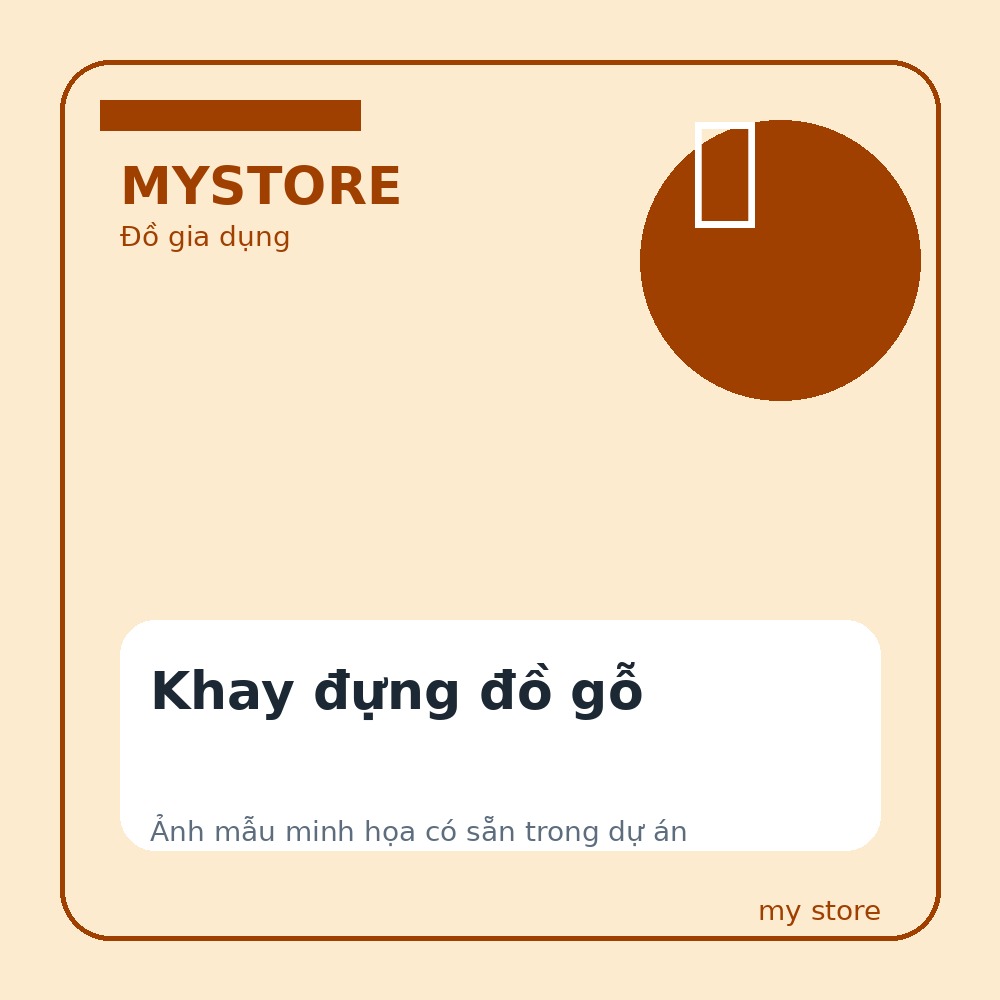 MYSTORE
Đồ gia dụng
Khay đựng đồ gỗ
Ảnh mẫu minh họa có sẵn trong dự án
my store